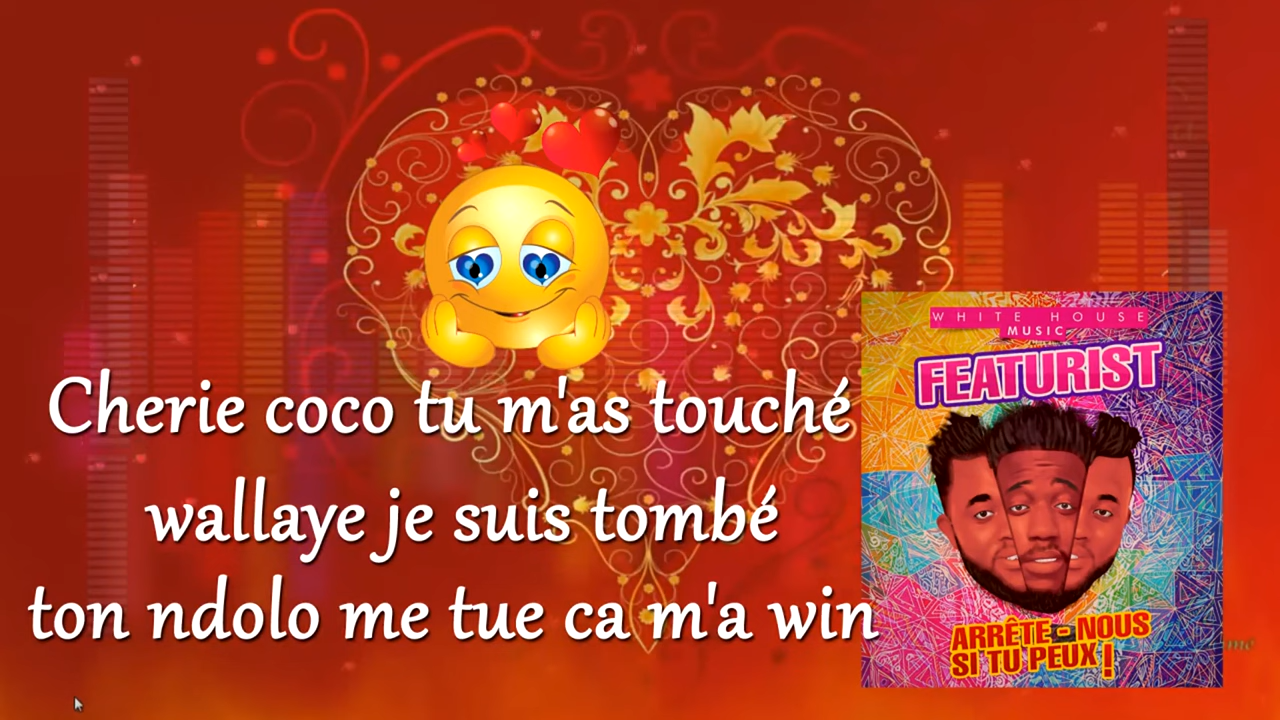 WHITE HOUSE
MUSIC
FEATURIST
Cherie coco tu m'as touché
wallaye je suis tombé
ton ndolo me tue ca m'a win
ARRÊTE - NOUS
SI TU PEUX !